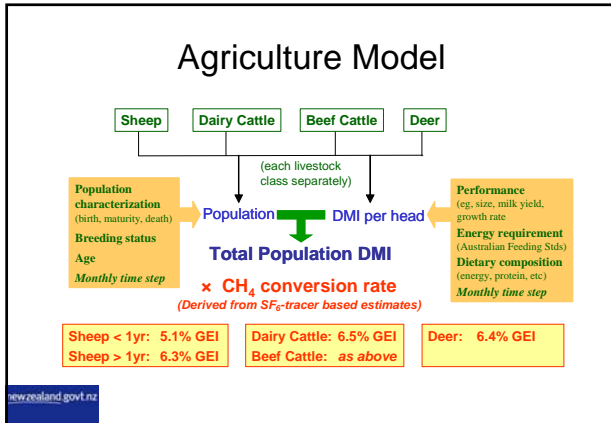 Agriculture Model
Sheep
Dairy Cattle
Beef Cattle
Deer
(each livestock
class separately)
Population
characterization
(birth, maturity, death)
Breeding status
Age
Monthly time step
Population
DMI per head
Performance
(eg, size, milk yield,
growth rate
Energy requirement
(Australian Feeding Stds)
Dietary composition
(energy, protein, etc)
Monthly time step
Total Population DMI
× CH₄ conversion rate
(Derived from SF₆-tracer based estimates)
Sheep < 1yr: 5.1% GEI
Sheep > 1yr: 6.3% GEI
Dairy Cattle: 6.5% GEI
Beef Cattle: as above
Deer: 6.4% GEI
newzealand.govt.nz